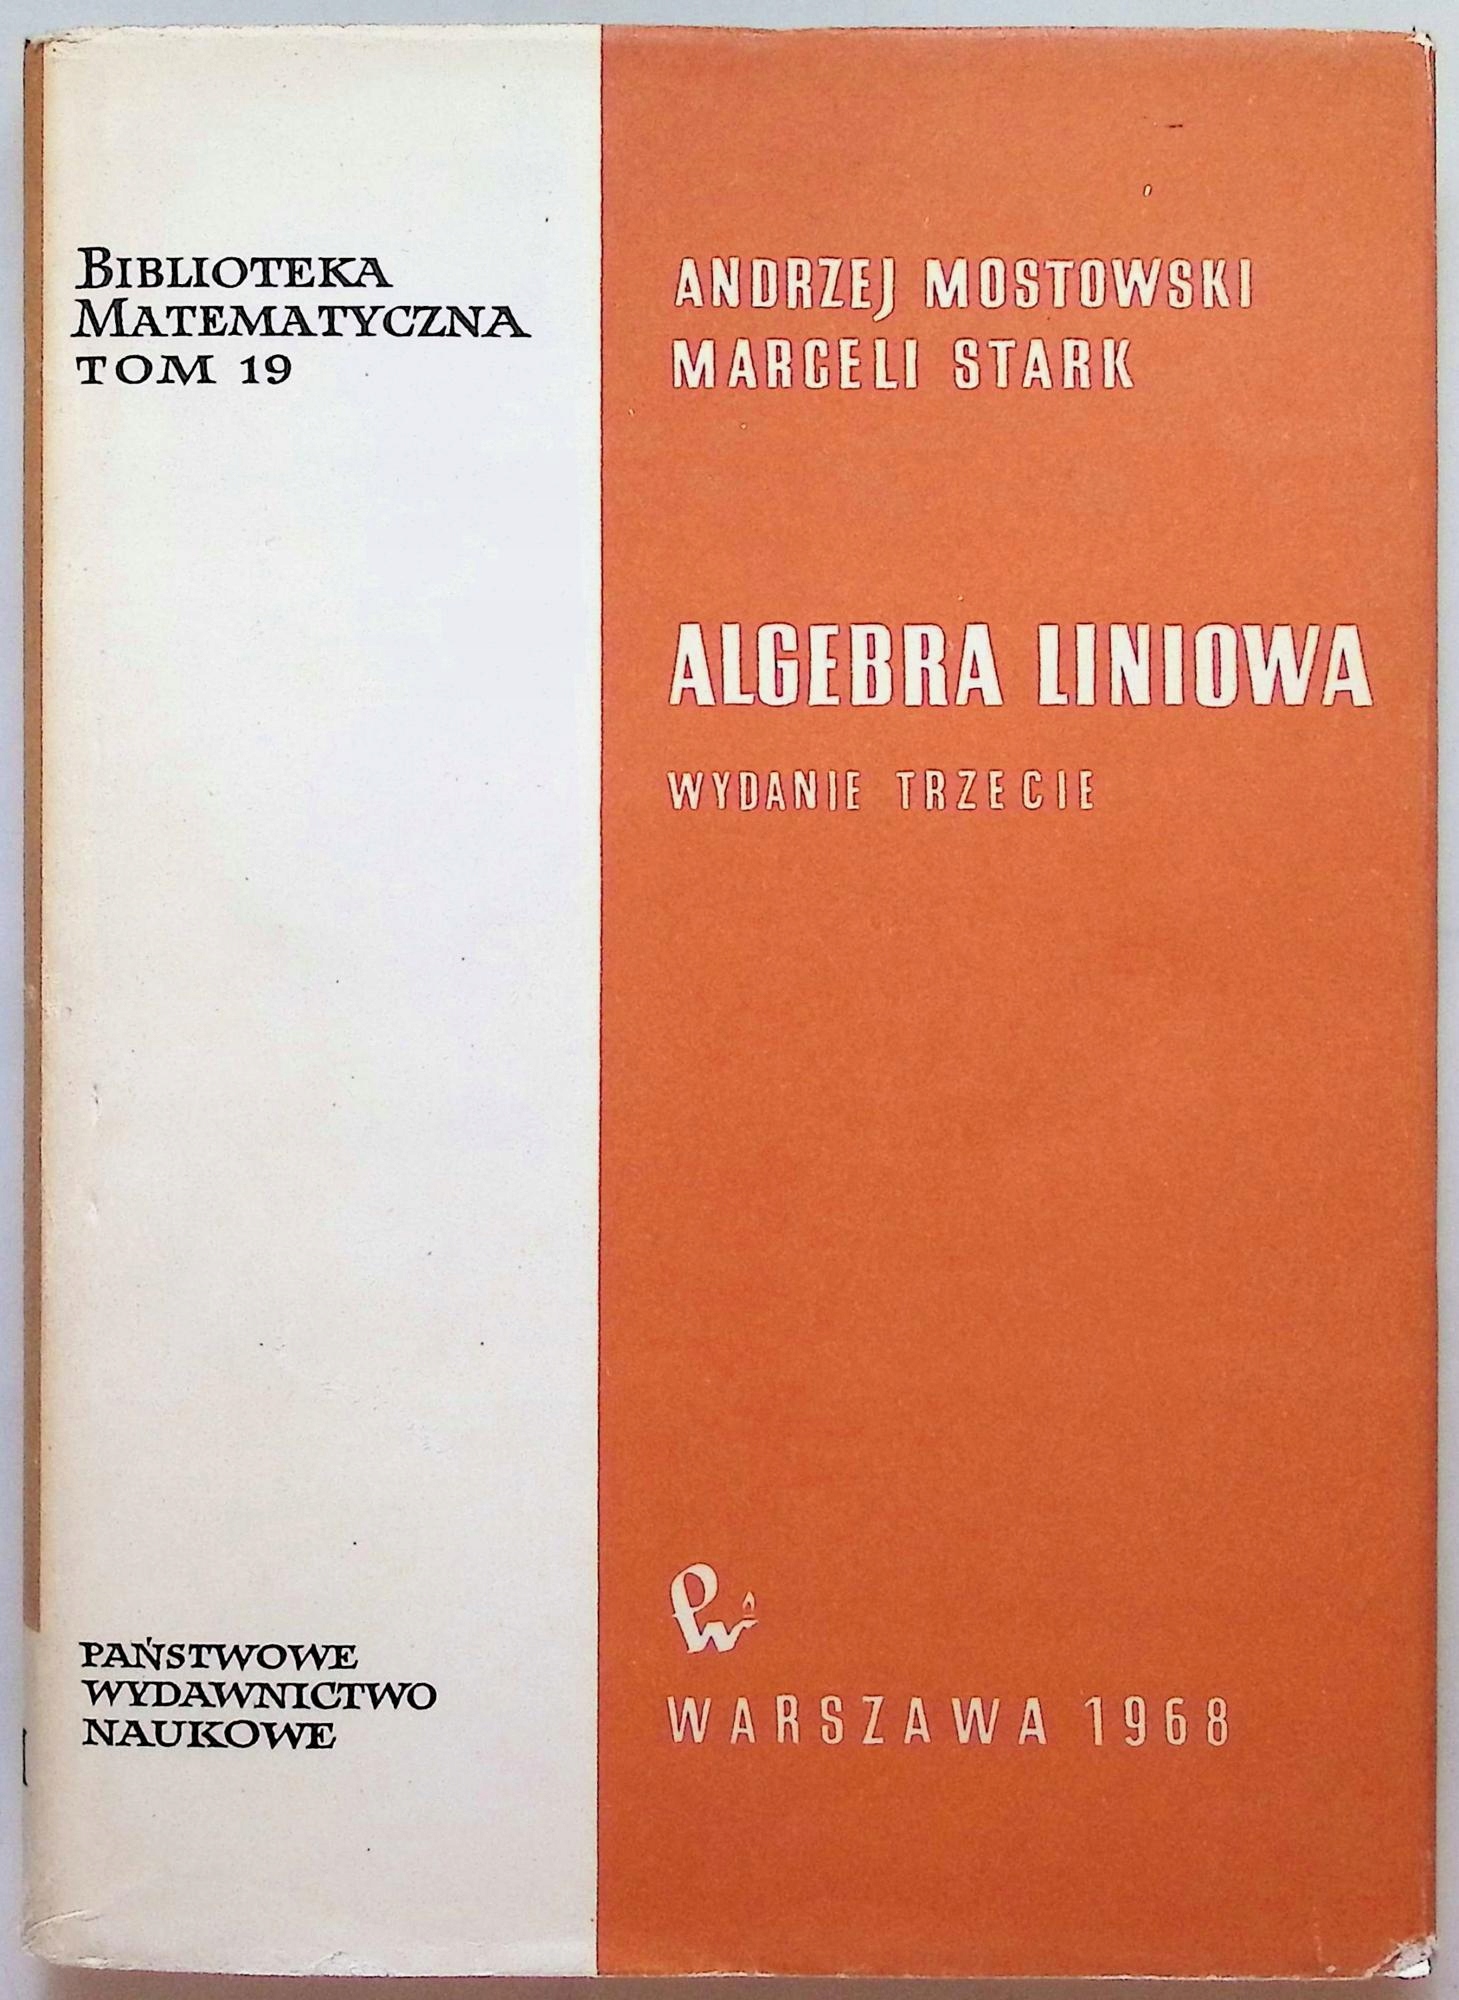 BIBLIOTEKA
MATEMATYCZNA
TOM 19
ANDRZEJ MOSTOWSKI
MARCELI STARK
ALGEBRA LINIOWA
WYDANIE TRZECIE
PAŃSTWOWE
WYDAWNICTWO
NAUKOWE
WARSZAWA 1968